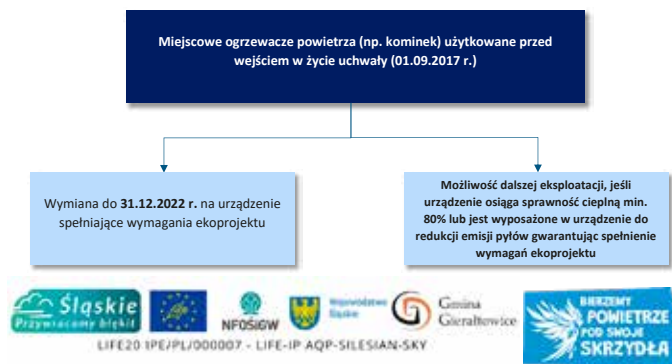 Miejscowe ogrzewacze powietrza (np. kominek) użytkowane przed
wejściem w życie uchwały (01.09.2017 r.)
Wymiana do 31.12.2022 r. na urządzenie
spełniające wymagania ekoprojektu
Możliwość dalszej eksploatacji, jeśli
urządzenie osiąga sprawność cieplną min.
80% lub jest wyposażone w urządzenie do
redukcji emisji pyłów gwarantując spełnienie
wymagań ekoprojektu
Śląskie
Przywracamy błękit
NFOŚiGW
Województwo
Śląskie
Gmina
Gierałtowice
BIERZEMY
POWIETRZE
POD SWOJE
SKRZYDŁA
LIFE20 IPE/PL/000007 - LIFE-IP AQP-SILESIAN-SKY